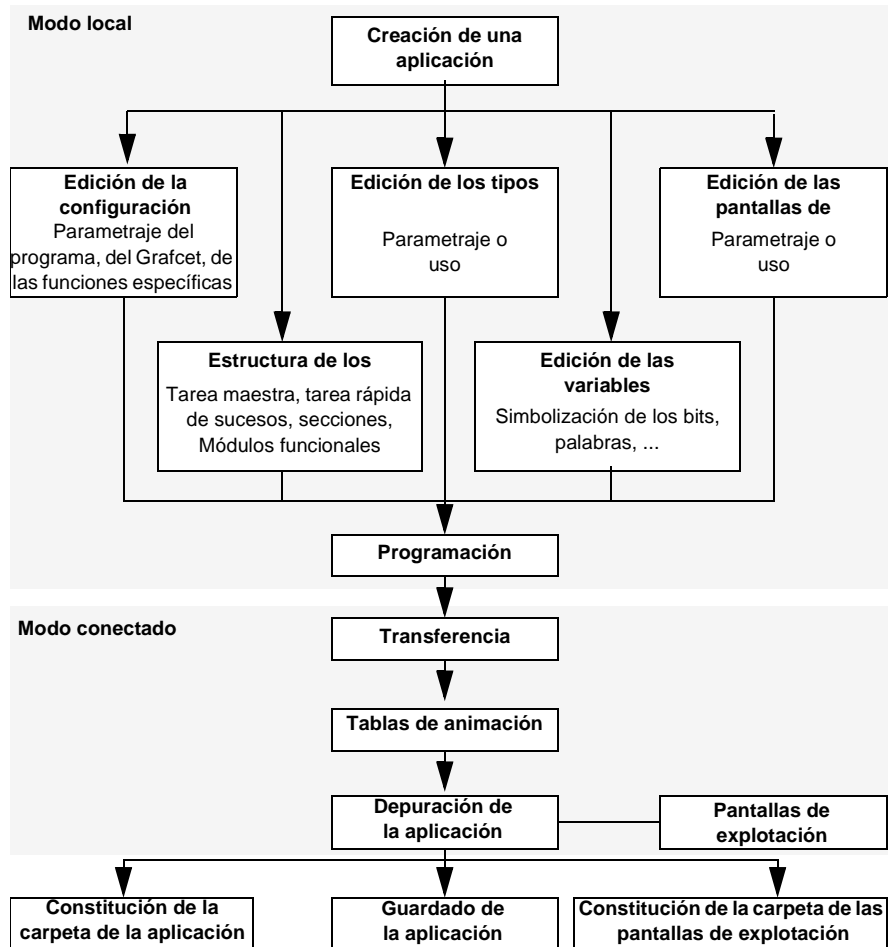 Modo local
Creación de una
aplicación
Edición de la
configuración
Parametraje del
programa, del Grafcet, de
las funciones específicas
Edición de los tipos
Parametraje o
uso
Edición de las
pantallas de
Parametraje o
uso
Estructura de los
Tarea maestra, tarea rápida
de sucesos, secciones,
Módulos funcionales
Edición de las
variables
Simbolización de los bits,
palabras, ...
Programación
Modo conectado
Transferencia
Tablas de animación
Depuración de
la aplicación
Pantallas de
explotación
Constitución de la
carpeta de la aplicación
Guardado de
la aplicación
Constitución de la carpeta de las
pantallas de explotación